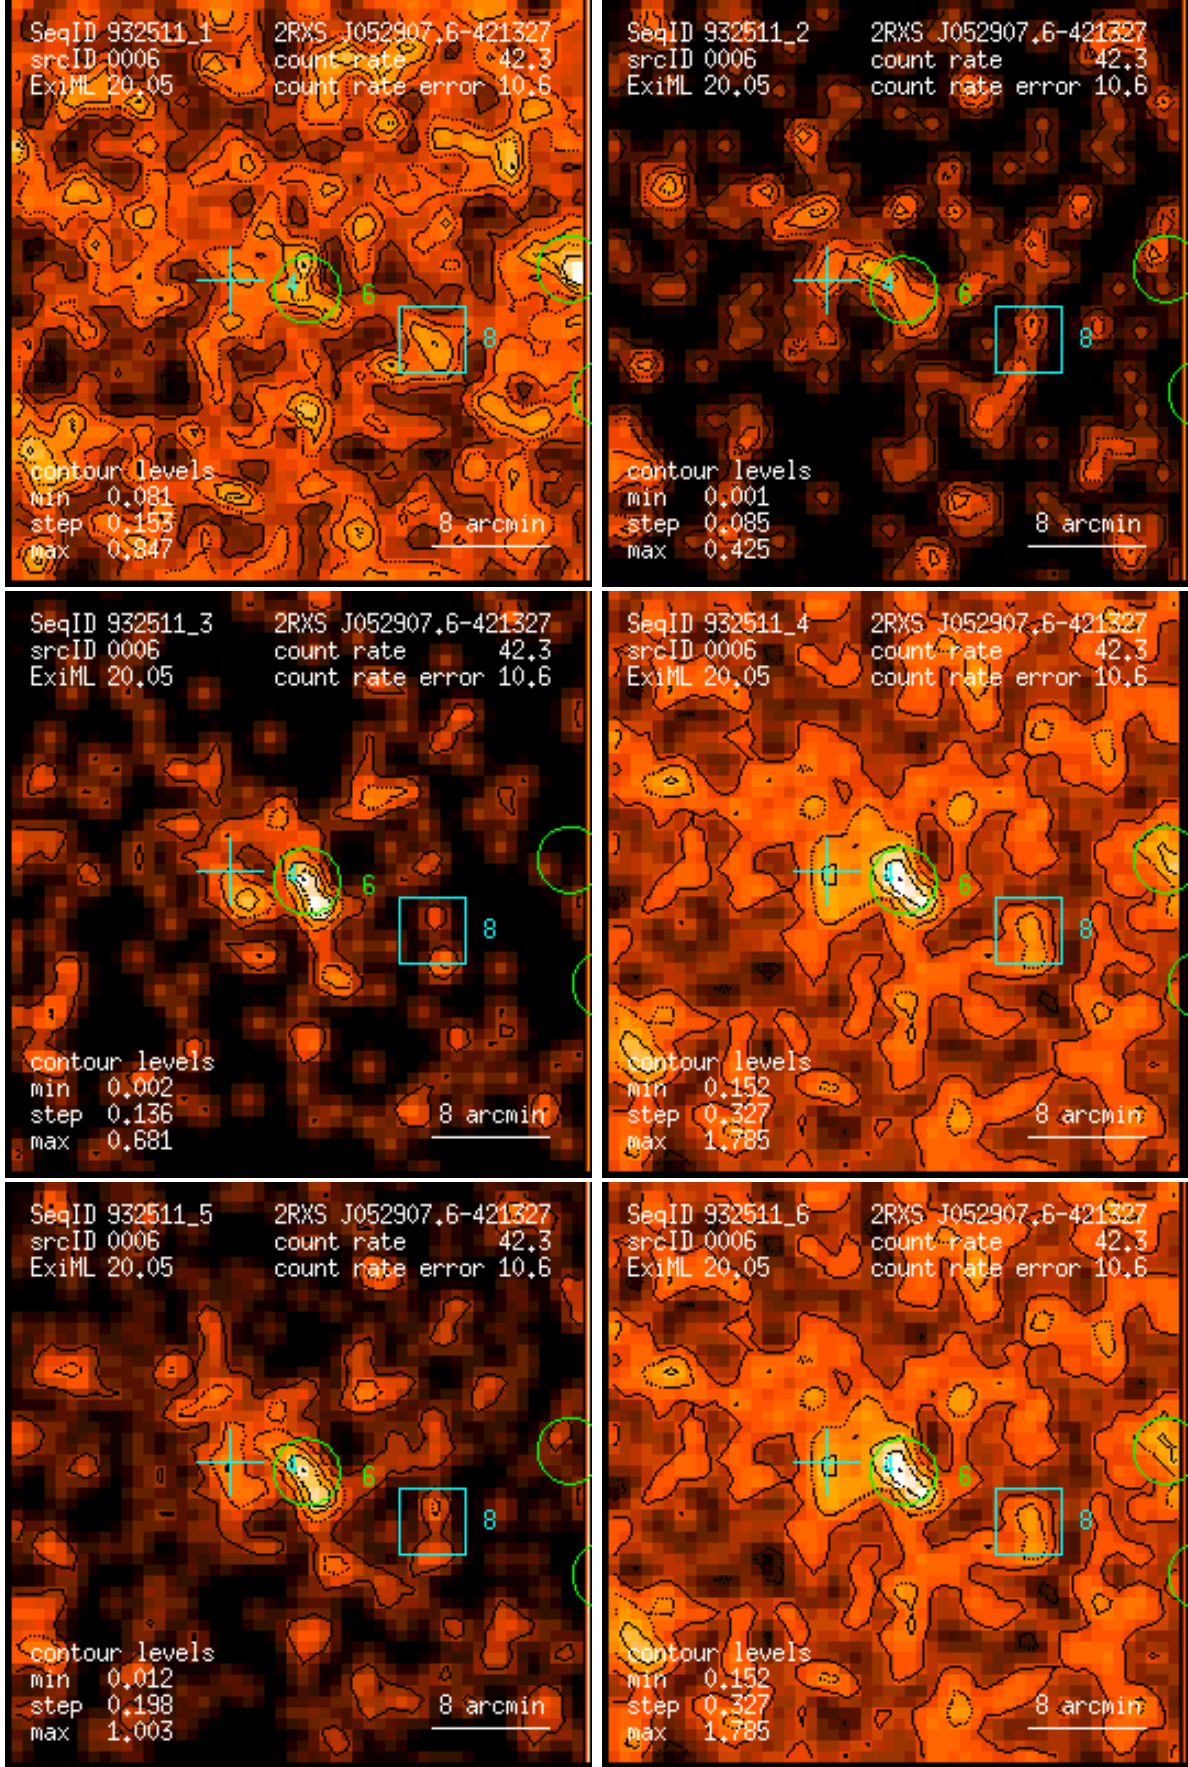 SeqID 932511_1 2RXS J052907.6-421327
srcID 0006 count rate 42.3
ExiML 20.05 count rate error 10.6
4
6
8
contour levels
min 0.081
step 0.153
max 0.847
8 arcmin
SeqID 932511_2 2RXS J052907.6-421327
srcID 0006 count rate 42.3
ExiML 20.05 count rate error 10.6
4
6
8
contour levels
min 0.001
step 0.085
max 0.425
8 arcmin
SeqID 932511_3 2RXS J052907.6-421327
srcID 0006 count rate 42.3
ExiML 20.05 count rate error 10.6
4
6
8
contour levels
min 0.002
step 0.136
max 0.681
8 arcmin
SeqID 932511_4 2RXS J052907.6-421327
srcID 0006 count rate 42.3
ExiML 20.05 count rate error 10.6
4
6
8
contour levels
min 0.152
step 0.327
max 1.785
8 arcmin
SeqID 932511_5 2RXS J052907.6-421327
srcID 0006 count rate 42.3
ExiML 20.05 count rate error 10.6
4
6
8
contour levels
min 0.012
step 0.198
max 1.003
8 arcmin
SeqID 932511_6 2RXS J052907.6-421327
srcID 0006 count rate 42.3
ExiML 20.05 count rate error 10.6
4
6
8
contour levels
min 0.152
step 0.327
max 1.785
8 arcmin